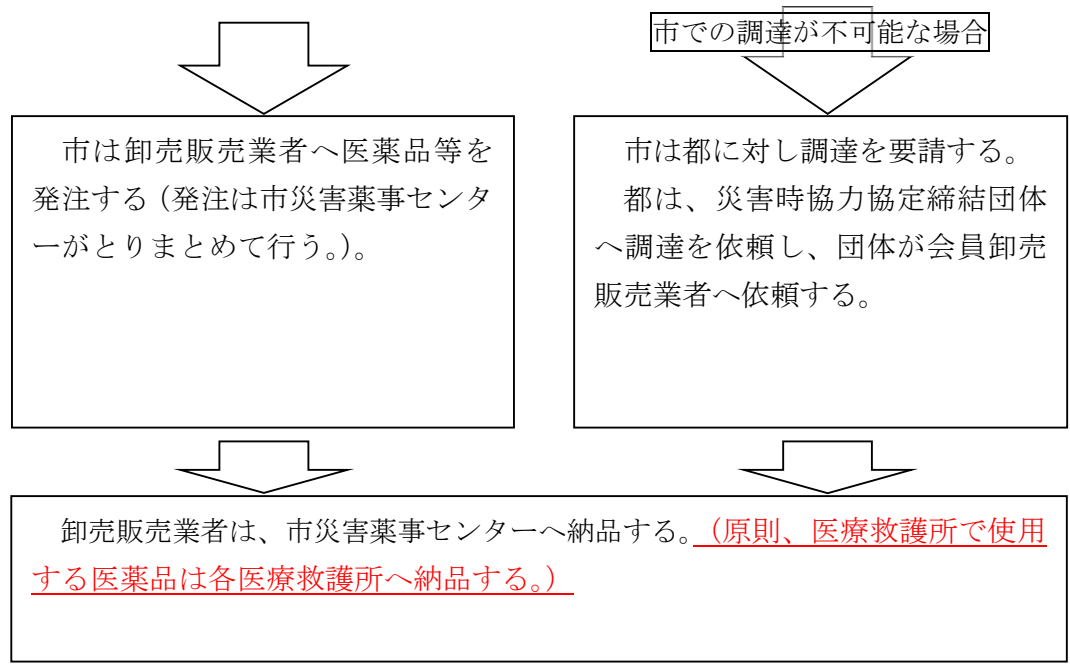 市での調達が不可能な場合
市は卸売販売業者へ医薬品等を
発注する（発注は市災害薬事センタ
ーがとりまとめて行う。）。
市は都に対し調達を要請する。
都は、災害時協力協定締結団体
へ調達を依頼し、団体が会員卸売
販売業者へ依頼する。
卸売販売業者は、市災害薬事センターへ納品する。（原則、医療救護所で使用
する医薬品は各医療救護所へ納品する。）